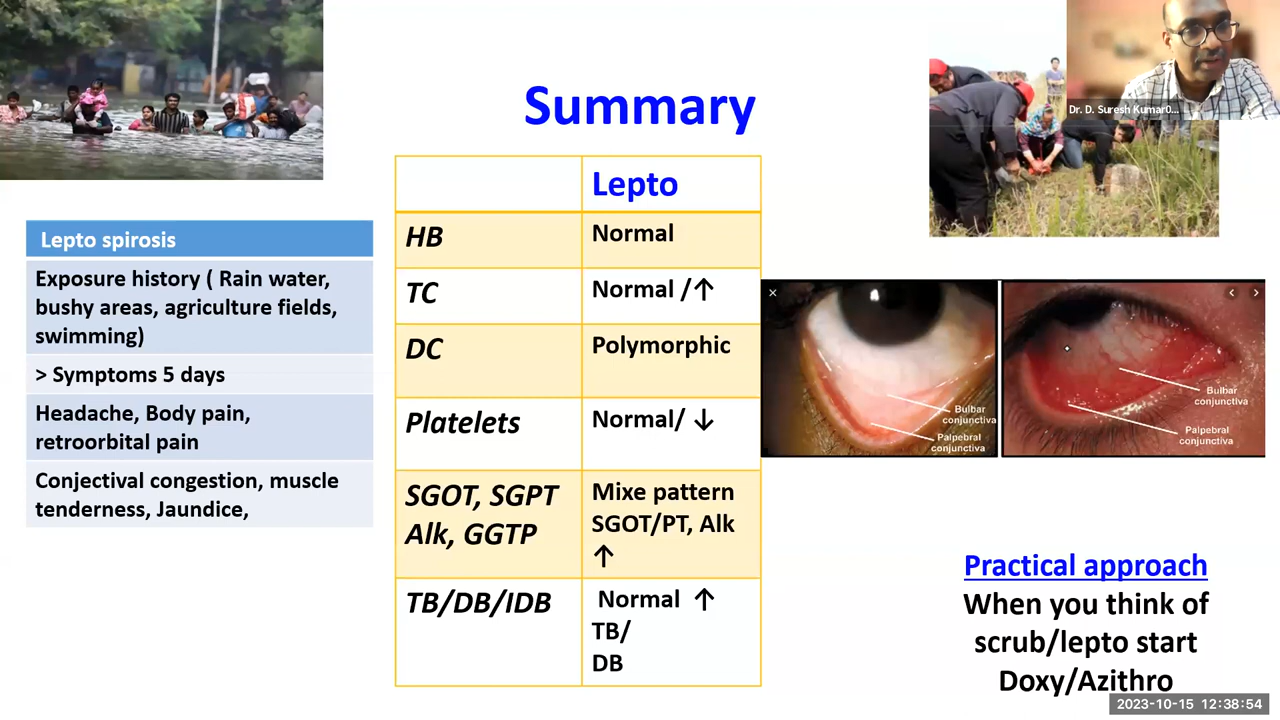 Summary
Dr. D. Suresh Kumar0...
Lepto spirosis
Exposure history ( Rain water,
bushy areas, agriculture fields,
swimming)
> Symptoms 5 days
Headache, Body pain,
retroorbital pain
Conjectival congestion, muscle
tenderness, Jaundice,
Lepto
HB Normal
TC Normal /↑
DC Polymorphic
Platelets Normal/ ↓
SGOT, SGPT
Alk, GGTP
Mixe pattern
SGOT/PT, Alk
↑
TB/DB/IDB
Normal ↑
TB/
DB
Bulbar
conjunctiva
Palpebral
conjunctiva
Bulbar
conjunctiva
Palpebral
conjunctiva
Practical approach
When you think of
scrub/lepto start
Doxy/Azithro
2023-10-15 12:38:54